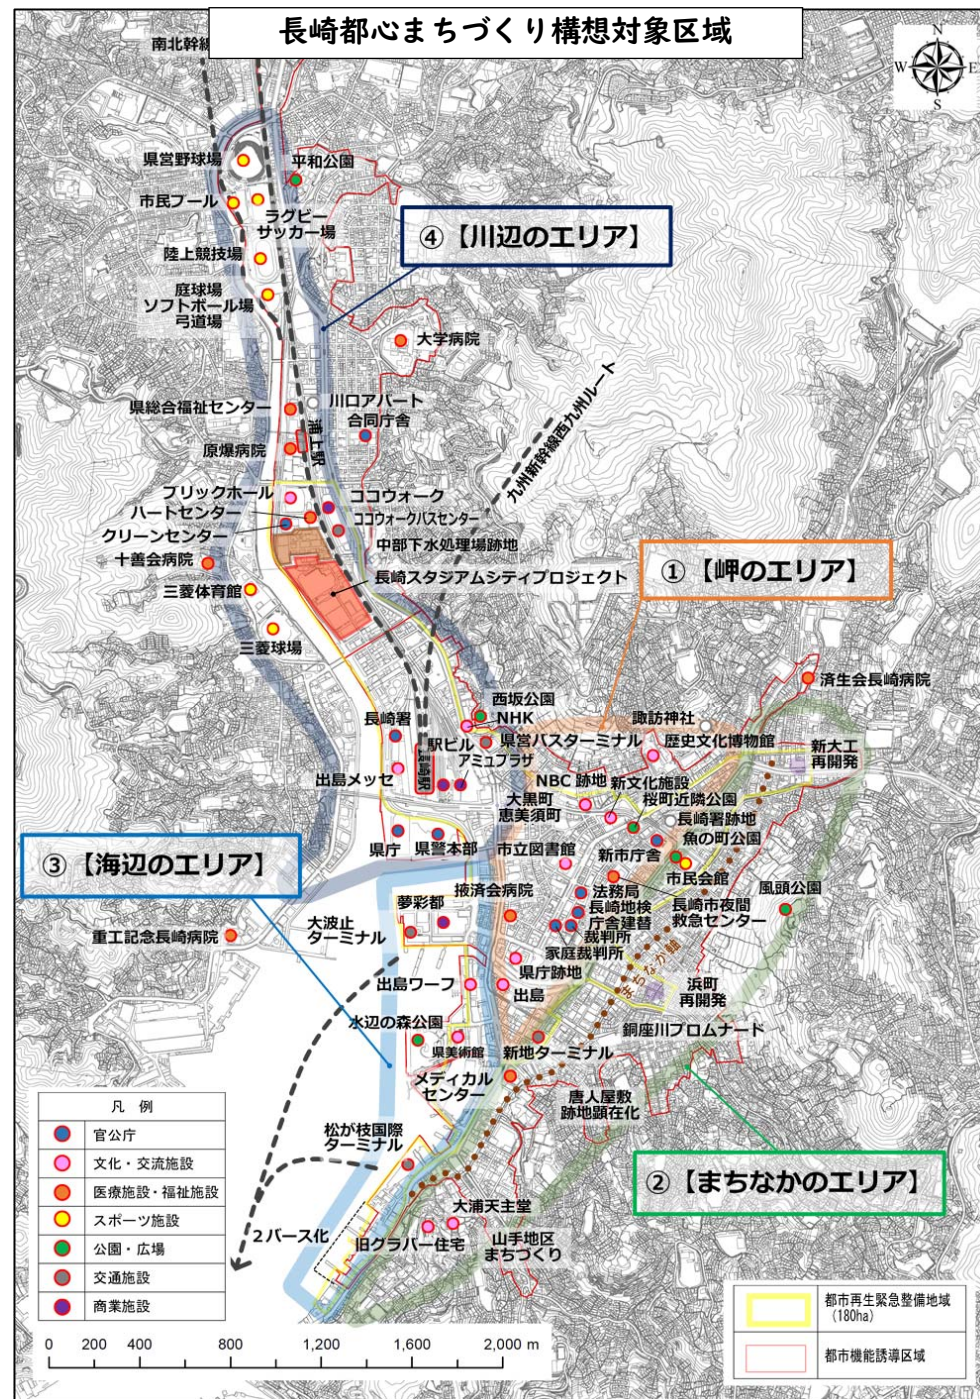 長崎都心まちづくり構想対象区域
南北幹線
N
W
E
S
県営野球場
平和公園
市民プール
ラグビー
サッカー場
④【川辺のエリア】
陸上競技場
庭球場
ソフトボール場
弓道場
大学病院
九州新幹線西九州ルート
県総合福祉センター
川口アパート
合同庁舎
浦上駅
原爆病院
ブリックホール
ココウォーク
ハートセンター
ココウォークバスセンター
クリーンセンター
中部下水処理場跡地
十善会病院
長崎スタジアムシティプロジェクト
①【岬のエリア】
三菱体育館
三菱球場
済生会長崎病院
西坂公園
長崎署
NHK
諏訪神社
駅ビル
県営バスターミナル
歴史文化博物館
新大工
再開発
アミュプラザ
出島メッセ
長崎駅
NBC 跡地
新文化施設
大黒町
恵美須町
桜町近隣公園
長崎署跡地
県庁
県警本部
市立図書館
新市庁舎
魚の町公園
③【海辺のエリア】
市民会館
夢彩都
掖済会病院
法務局
長崎地検
庁舎建替
長崎市夜間
救急センター
風頭公園
大波止
ターミナル
裁判所
重工記念長崎病院
家庭裁判所
県庁跡地
まちなか軸
出島ワーフ
出島
浜町
再開発
水辺の森公園
県美術館
新地ターミナル
銅座川プロムナード
メディカル
センター
唐人屋敷
跡地顕在化
松が枝国際
ターミナル
②【まちなかのエリア】
大浦天主堂
2バース化
旧グラバー住宅
山手地区
まちづくり
凡 例
官公庁
文化・交流施設
医療施設・福祉施設
スポーツ施設
公園・広場
交通施設
商業施設
0 200 400 800 1,200 1,600 2,000 m
都市再生緊急整備地域
(180ha)
都市機能誘導区域